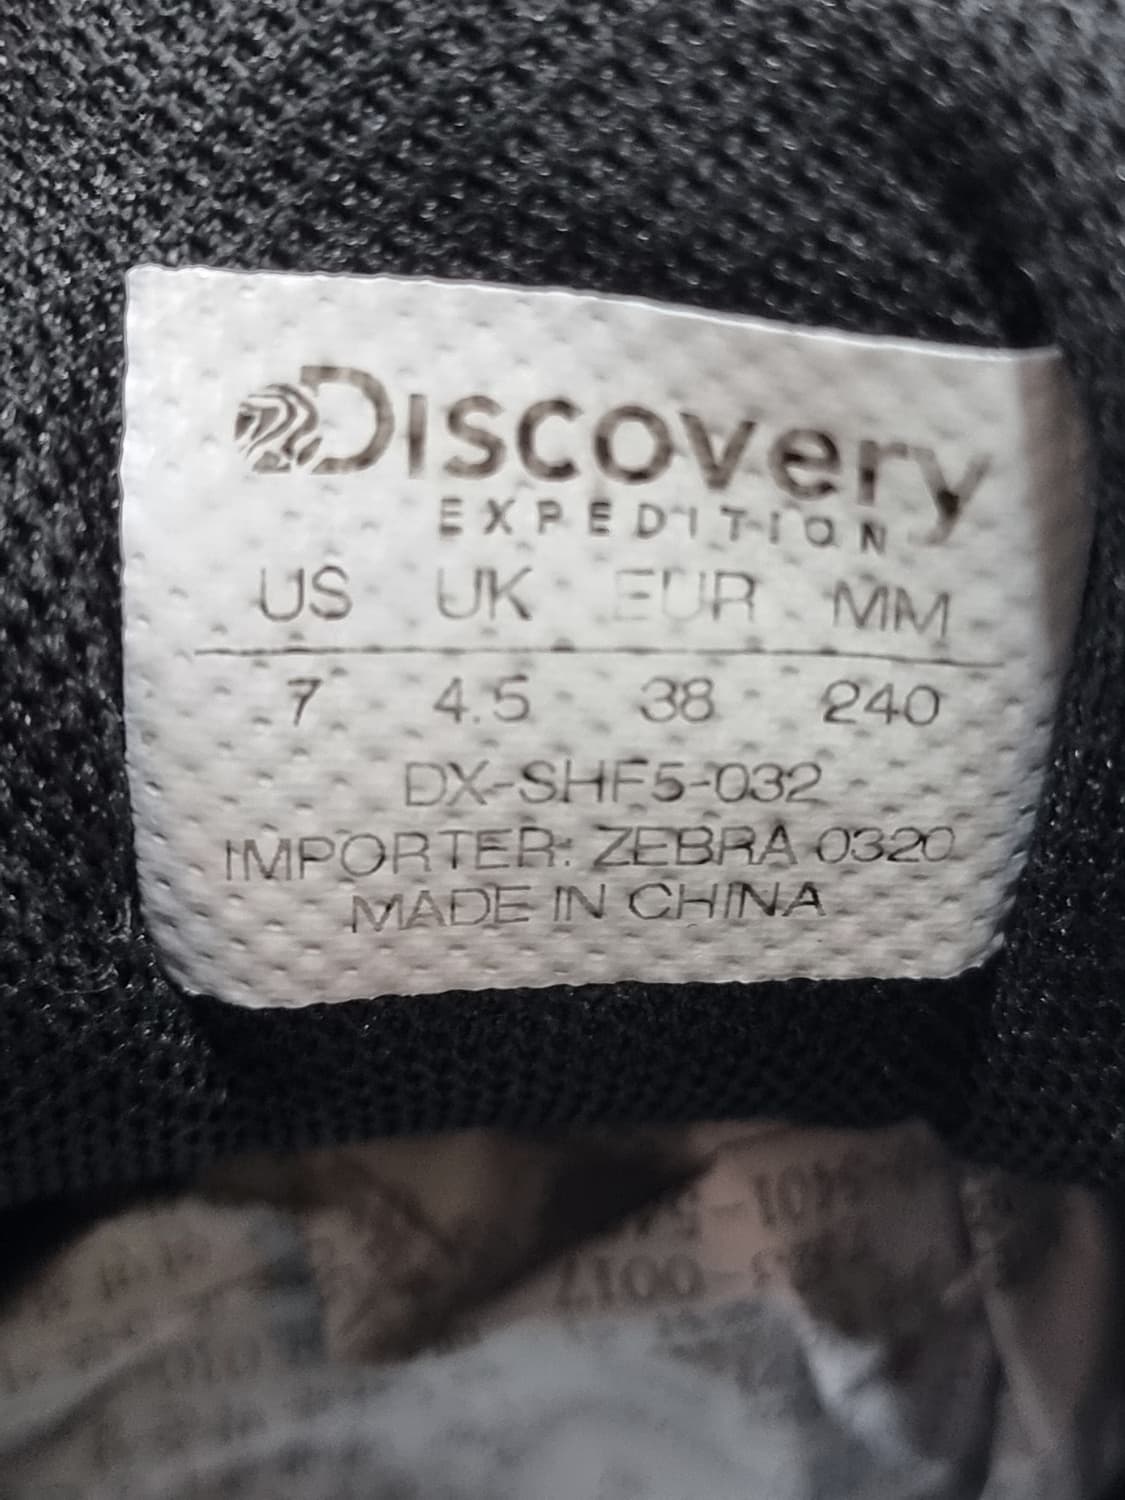 DISCOVERY
EXPEDITION
US UK EUR MM
7 4.5 38 240
DX-SHF5-032
IMPORTER: ZEBRA 0320
MADE IN CHINA